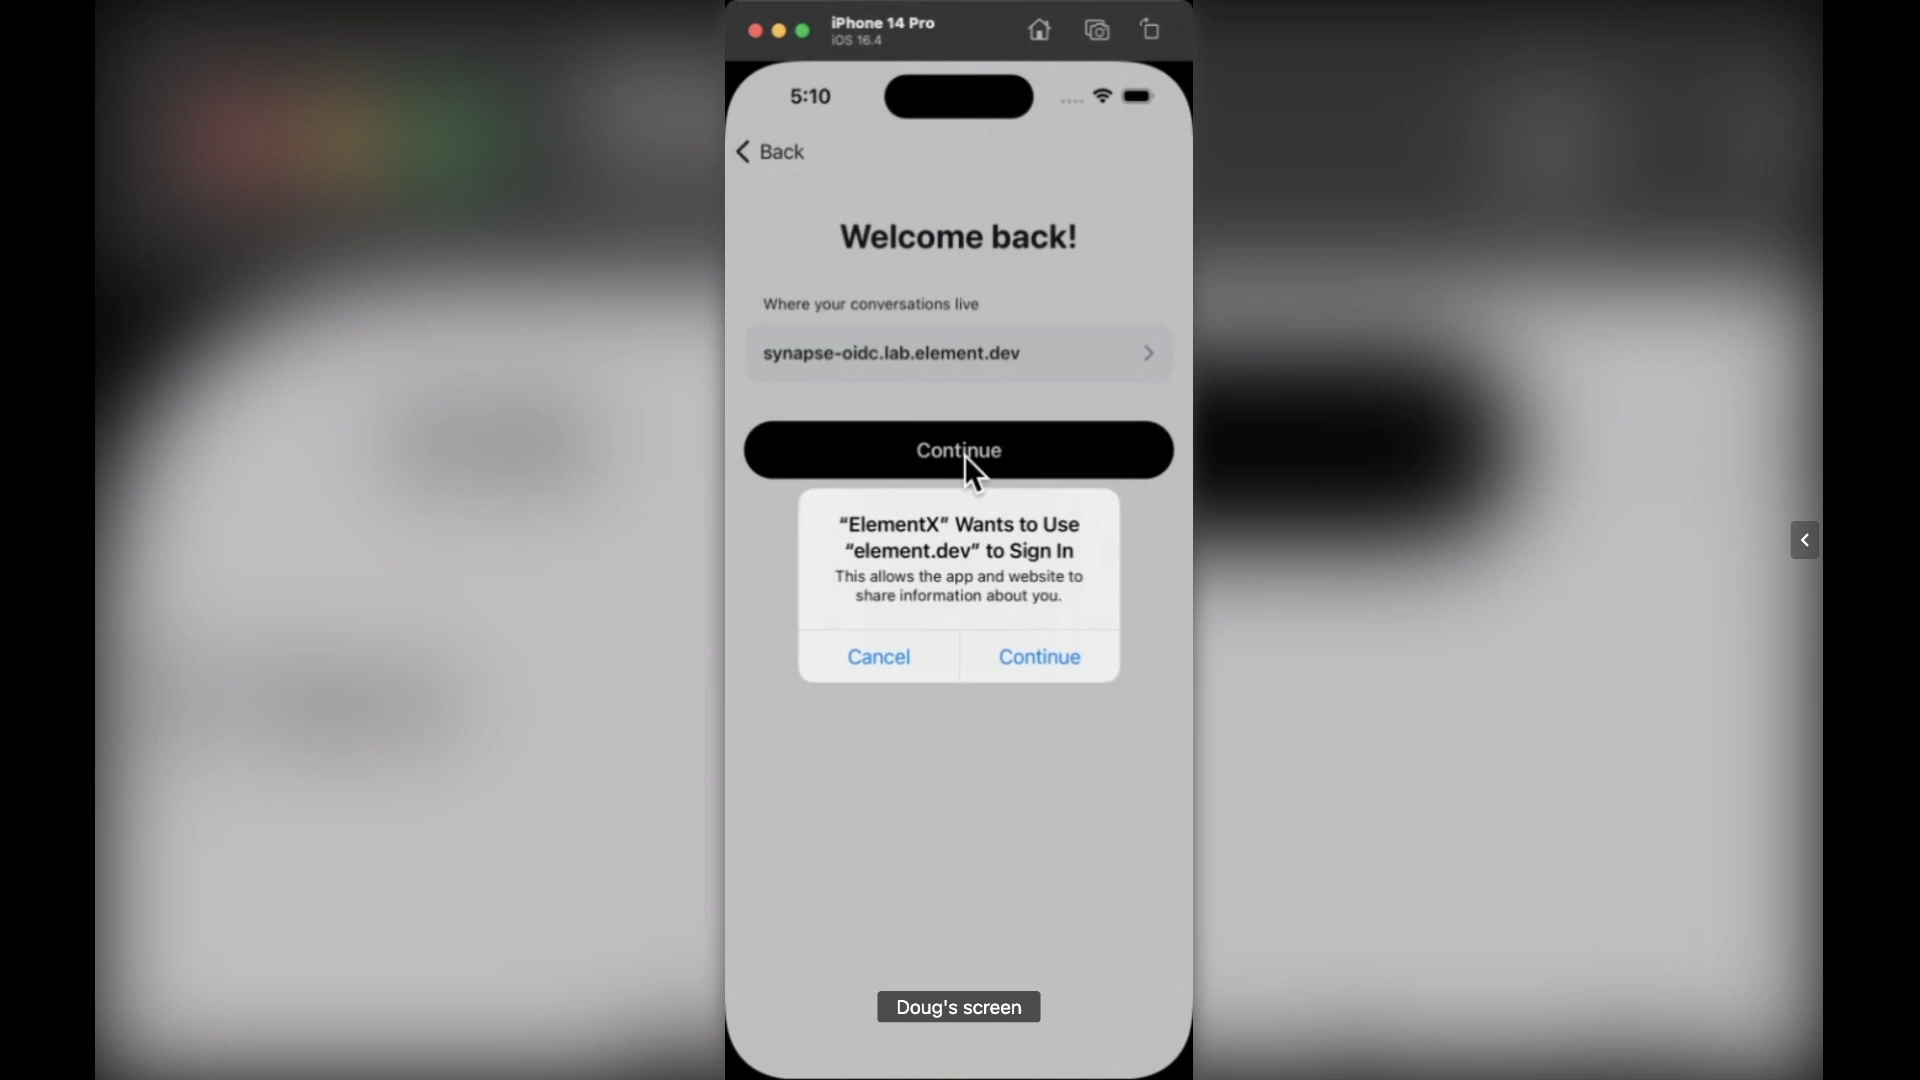 iPhone 14 Pro
iOS 16.4
5:10
Back
Welcome back!
Where your conversations live
synapse-oidc.lab.element.dev
Continue
“ElementX” Wants to Use
“element.dev” to Sign In
This allows the app and website to
share information about you.
Cancel Continue
Doug's screen